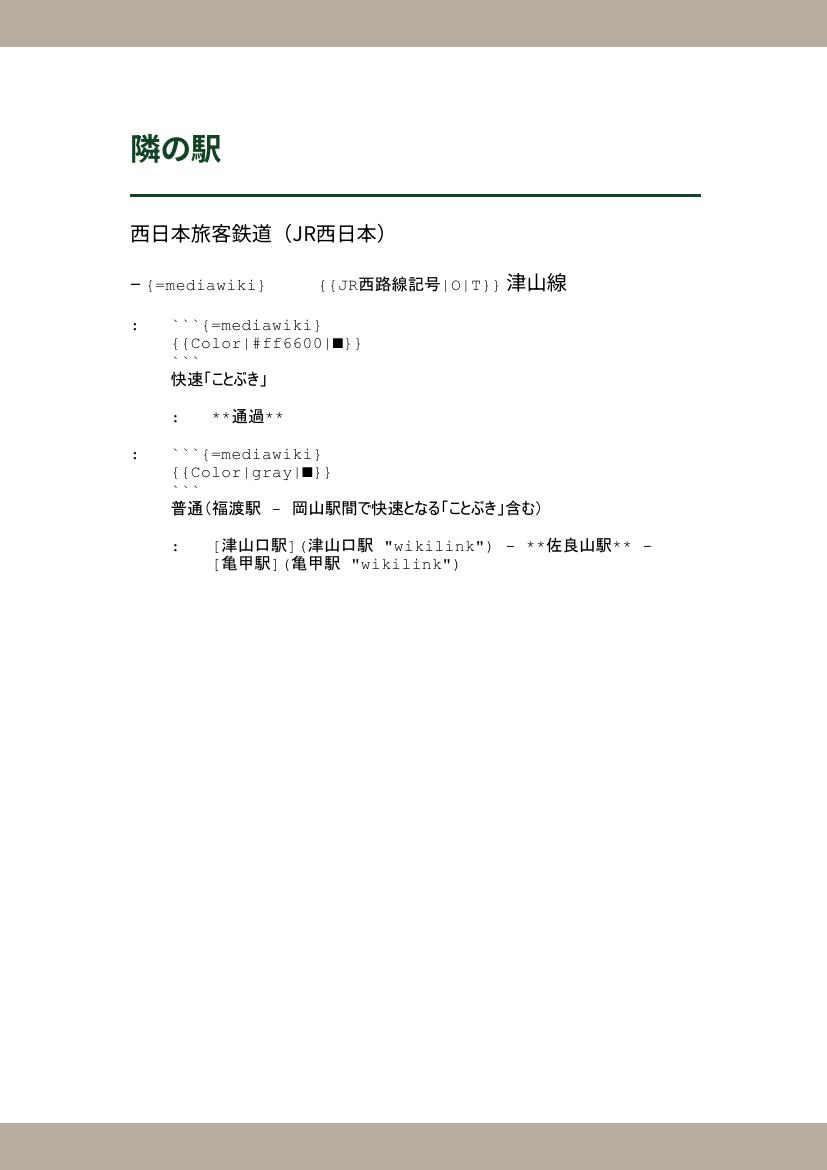 隣の駅
西日本旅客鉄道（JR西日本）
– {=mediawiki} {{JR西路線記号|O|T}} 津山線
: ```{=mediawiki}
{{Color|#ff6600|■}}
```
快速「ことぶき」
: **通過**
: ```{=mediawiki}
{{Color|gray|■}}
```
普通（福渡駅 - 岡山駅間で快速となる「ことぶき」含む）
: [津山口駅](津山口駅 "wikilink") - **佐良山駅** -
[亀甲駅](亀甲駅 "wikilink")